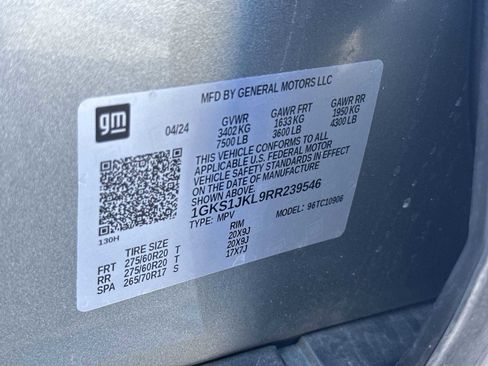 MFD BY GENERAL MOTORS LLC
gm
04/24
GVWR GAWR FRT GAWR RR
3402 KG 1633 KG 1950 KG
7500 LB 3600 LB 4300 LB
THIS VEHICLE CONFORMS TO ALL
APPLICABLE U.S. FEDERAL MOTOR
VEHICLE SAFETY STANDARDS IN EFFECT
ON THE DATE OF MANUFACTURE
SHOWN ABOVE.
1GKS1JKL9RR239546
TYPE: MPV MODEL: 96TC10906
130H
TIRE SIZE RIM
FRT 275/60R20 T 20X9J
RR 275/60R20 T 20X9J
SPA 265/70R17 S 17X7J